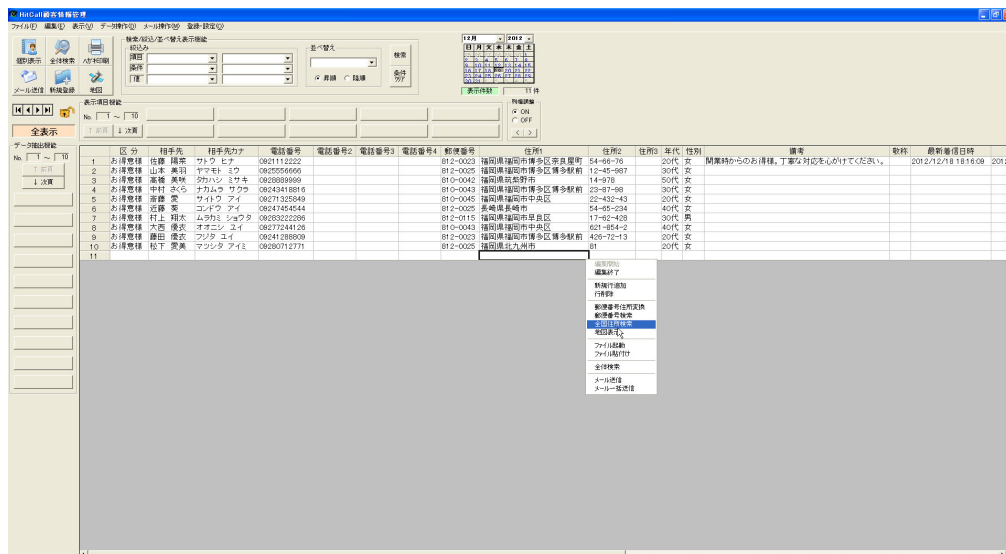 HitCall顧客情報管理
ファイル(F) 編集(E) 表示(V) データ操作(D) メール操作(M) 登録・設定(O)
個別表示 全体検索 ハガキ印刷
メール送信 新規登録 地図
検索/絞込/並べ替え表示機能
絞込み
項目
条件
「値」
並べ替え
昇順 降順
検索
条件クリア
12月 2012
日 月 火 水 木 金 土
表示件数 11 件
全表示
表示項目機能
No. 1 ～ 10
↑ 前頁 ↓ 次頁
列幅調整
ON
OFF
< >
データ抽出機能
No. 1 ～ 10
↑ 前頁
↓ 次頁
区 分 相手先 相手先カナ 電話番号 電話番号2 電話番号3 電話番号4 郵便番号 住所1 住所2 住所3 年代 性別 備考 敬称 最新着信日時
1 お得意様 佐藤 陽菜 サトウ ヒナ 0921112222 812-0023 福岡県福岡市博多区奈良屋町 54-66-76 20代 女 開業時からのお得様。丁寧な対応を心がけてください。 2012/12/18 18:16:09 2012
2 お得意様 山本 美羽 ヤマモト ミウ 0925556666 812-0025 福岡県福岡市博多区博多駅前 12-45-987 30代 女
3 お得意様 高橋 美咲 タカハシ ミサキ 0928889999 810-0042 福岡県筑紫野市 14-978 50代 女
4 お得意様 中村 さくら ナカムラ サクラ 09243418816 810-0043 福岡県福岡市博多区博多駅前 23-87-98 30代 女
5 お得意様 斎藤 愛 サイトウ アイ 09271325849 810-0045 福岡県福岡市中央区 22-432-43 20代 女
6 お得意様 近藤 葵 コンドウ アイ 09247454544 812-0025 長崎県長崎市 54-65-234 40代 女
7 お得意様 村上 翔太 ムラカミ ショウタ 09283222286 812-0115 福岡県福岡市早良区 17-62-428 30代 男
8 お得意様 大西 優衣 オオニシ ユイ 09277244126 810-0043 福岡県福岡市中央区 621-854-2 40代 女
9 お得意様 藤田 優衣 フジタ ユイ 09241288809 812-0023 福岡県福岡市博多区博多駅前 426-72-13 20代 女
10 お得意様 松下 愛美 マツシタ アイミ 09280712771 812-0025 福岡県北九州市 81 20代 女
11
編集開始
編集終了
新規行追加
行削除
郵便番号住所変換
郵便番号検索
全国住所検索
地図表示
ファイル起動
ファイル貼付け
全体検索
メール送信
メール一括送信